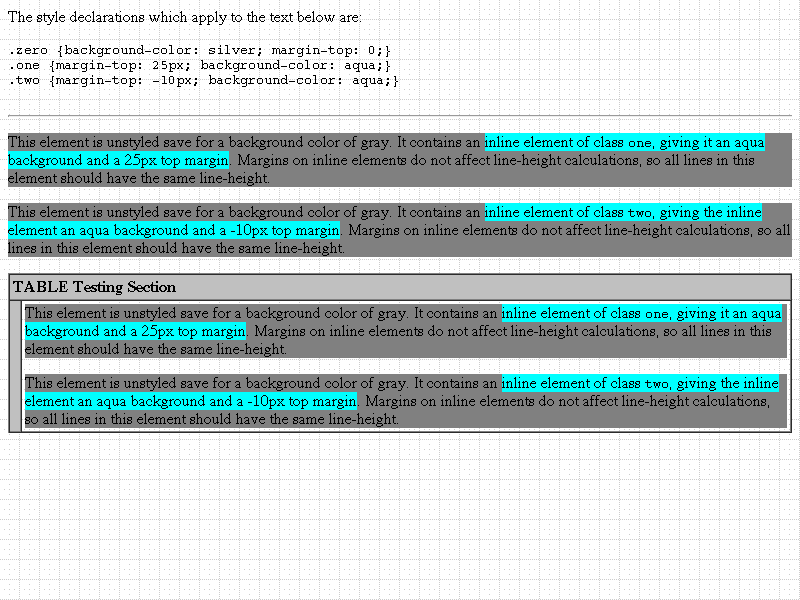 The style declarations which apply to the text below are:
.zero {background-color: silver; margin-top: 0;}
.one {margin-top: 25px; background-color: aqua;}
.two {margin-top: -10px; background-color: aqua;}
This element is unstyled save for a background color of gray. It contains an inline element of class one, giving it an aqua
background and a 25px top margin. Margins on inline elements do not affect line-height calculations, so all lines in this
element should have the same line-height.
This element is unstyled save for a background color of gray. It contains an inline element of class two, giving the inline
element an aqua background and a -10px top margin. Margins on inline elements do not affect line-height calculations, so all
lines in this element should have the same line-height.
TABLE Testing Section
This element is unstyled save for a background color of gray. It contains an inline element of class one, giving it an aqua
background and a 25px top margin. Margins on inline elements do not affect line-height calculations, so all lines in this
element should have the same line-height.
This element is unstyled save for a background color of gray. It contains an inline element of class two, giving the inline
element an aqua background and a -10px top margin. Margins on inline elements do not affect line-height calculations,
so all lines in this element should have the same line-height.